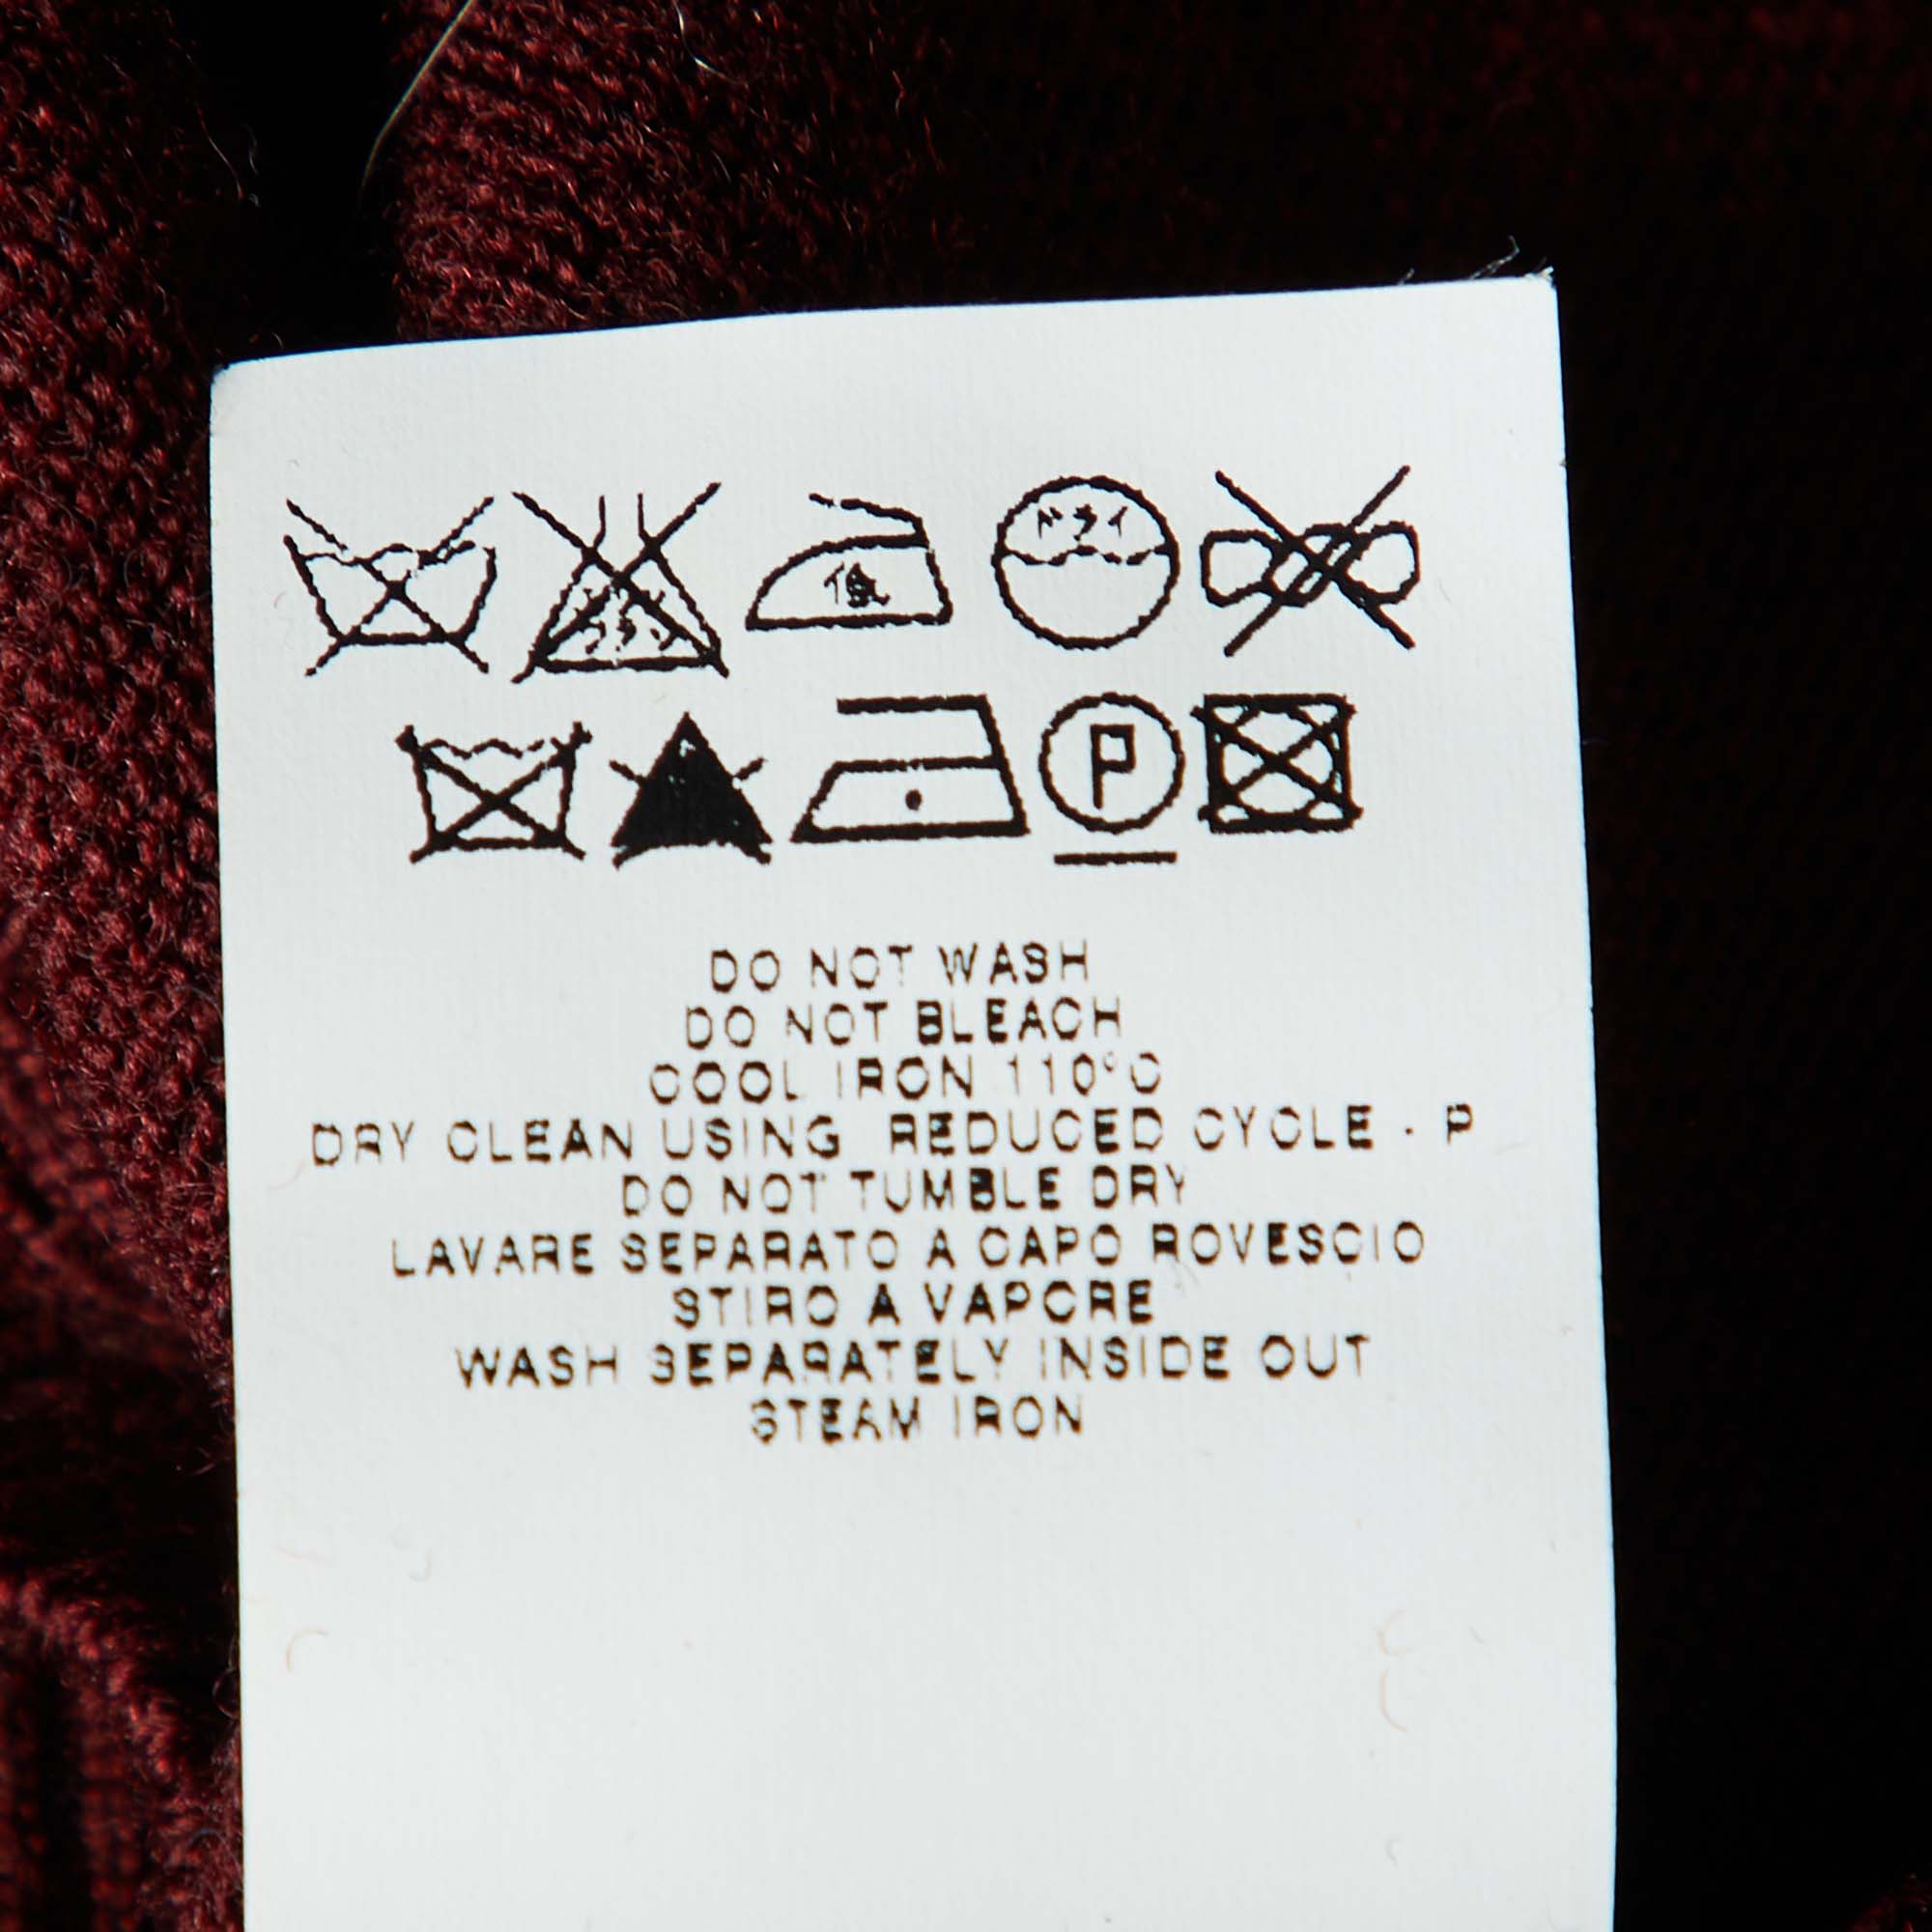 ドライ
P
DO NOT WASH
DO NOT BLEACH
COOL IRON 110°C
DRY CLEAN USING REDUCED CYCLE - P
DO NOT TUMBLE DRY
LAVARE SEPARATO A CAPO ROVESCIO
STIRO A VAPORE
WASH SEPARATELY INSIDE OUT
STEAM IRON